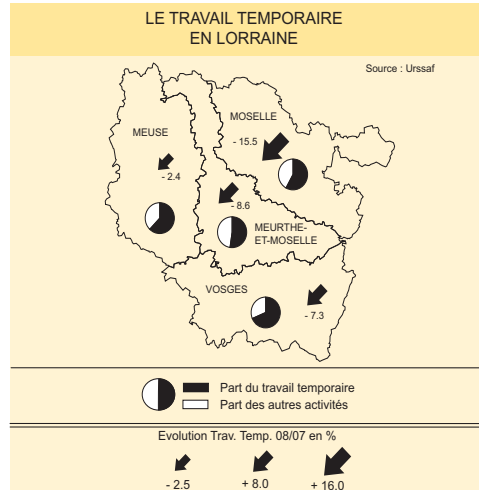 LE TRAVAIL TEMPORAIRE
EN LORRAINE
Source : Urssaf
MOSELLE
MEUSE
- 15.5
- 2.4
- 8.6
MEURTHE-
ET-MOSELLE
VOSGES
- 7.3
Part du travail temporaire
Part des autres activités
Evolution Trav. Temp. 08/07 en %
- 2.5
+ 8.0
+ 16.0